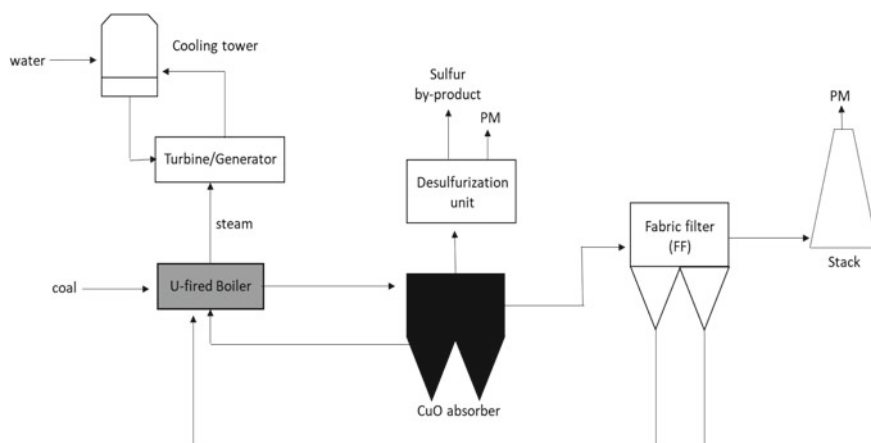 water
Cooling tower
Turbine/Generator
steam
coal
U-fired Boiler
Sulfur
by-product
PM
Desulfurization
unit
CuO absorber
Fabric filter
(FF)
PM
Stack